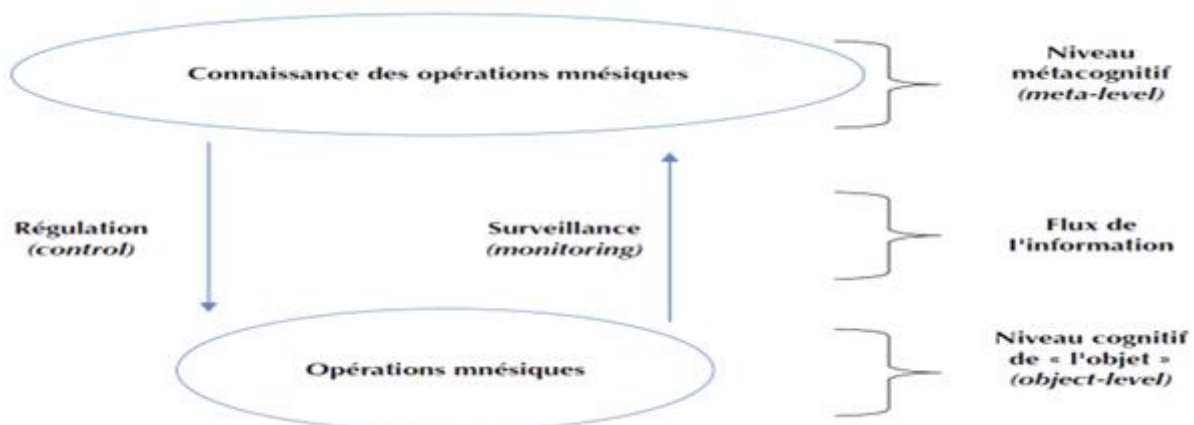 Connaissance des opérations mnésiques
Niveau
métacognitif
(meta-level)
Régulation
(control)
Surveillance
(monitoring)
Flux de
l'information
Opérations mnésiques
Niveau cognitif
de « l'objet »
(object-level)